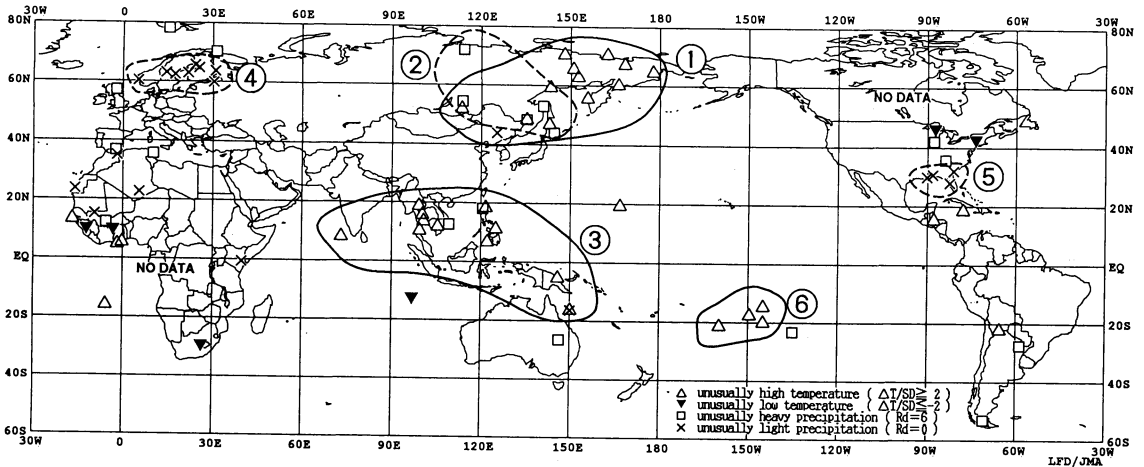 30W 0 30E 60E 90E 120E 150E 180 150W 120W 90W 60W 30W
80N 80N
60N 60N
40N 40N
20N 20N
EQ EQ
20S 20S
40S 40S
60S 60S
① ② ③ ④ ⑤ ⑥
NO DATA
NO DATA
△ unusually high temperature ( △T/SD≧ 2 )
▼ unusually low temperature ( △T/SD≦-2 )
□ unusually heavy precipitation ( Rd=6 )
× unusually light precipitation ( Rd=0 )
30W 0 30E 60E 90E 120E 150E 180 150W 120W 90W 60W 30W
LFD/JMA